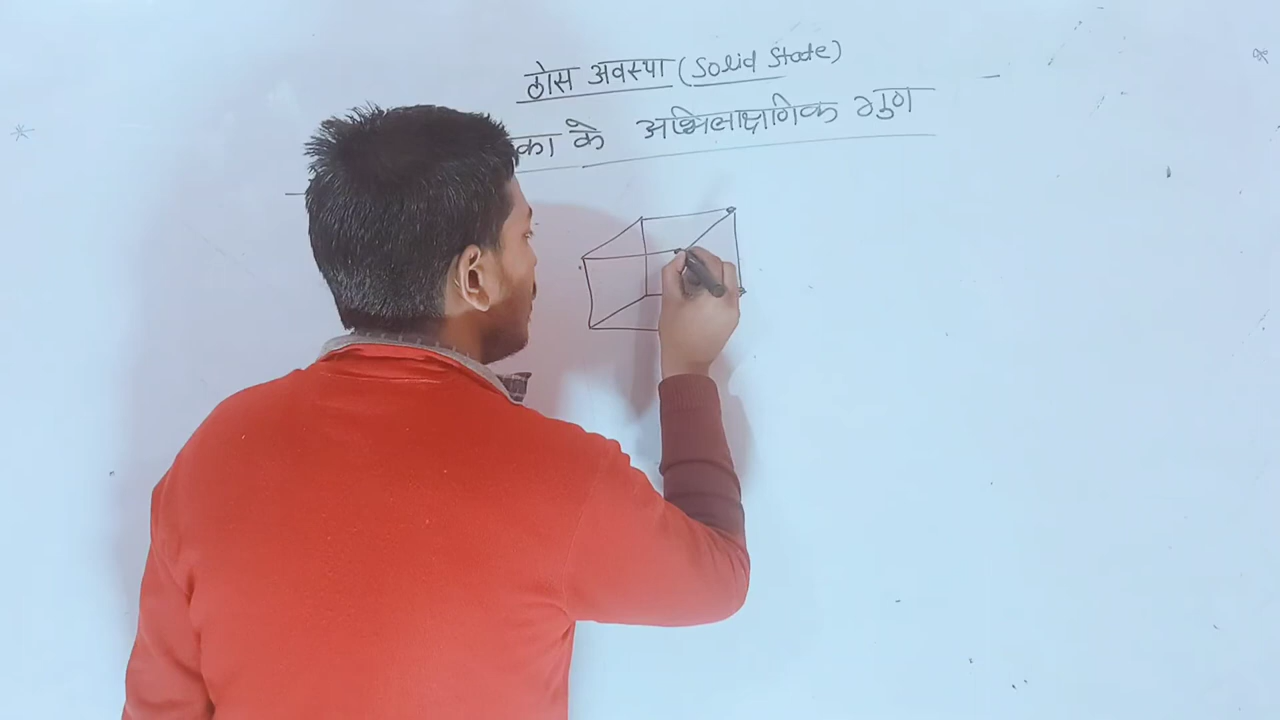 ठोस अवस्था (Solid State)
का के अभिलाक्षणिक गुण